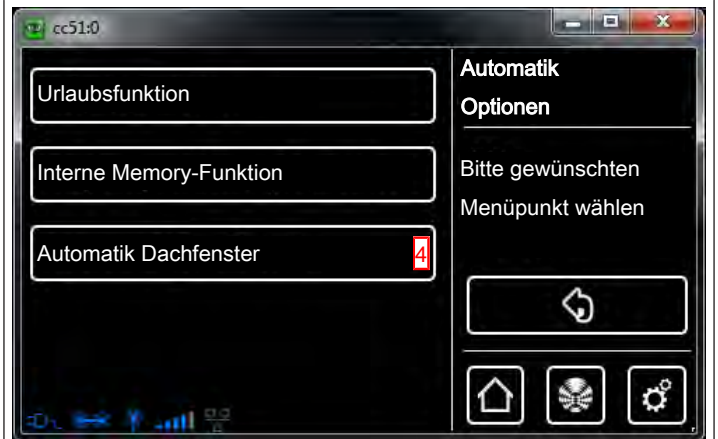 cc51:0
Urlaubsfunktion
Interne Memory-Funktion
Automatik Dachfenster 4
Automatik
Optionen
Bitte gewünschten
Menüpunkt wählen